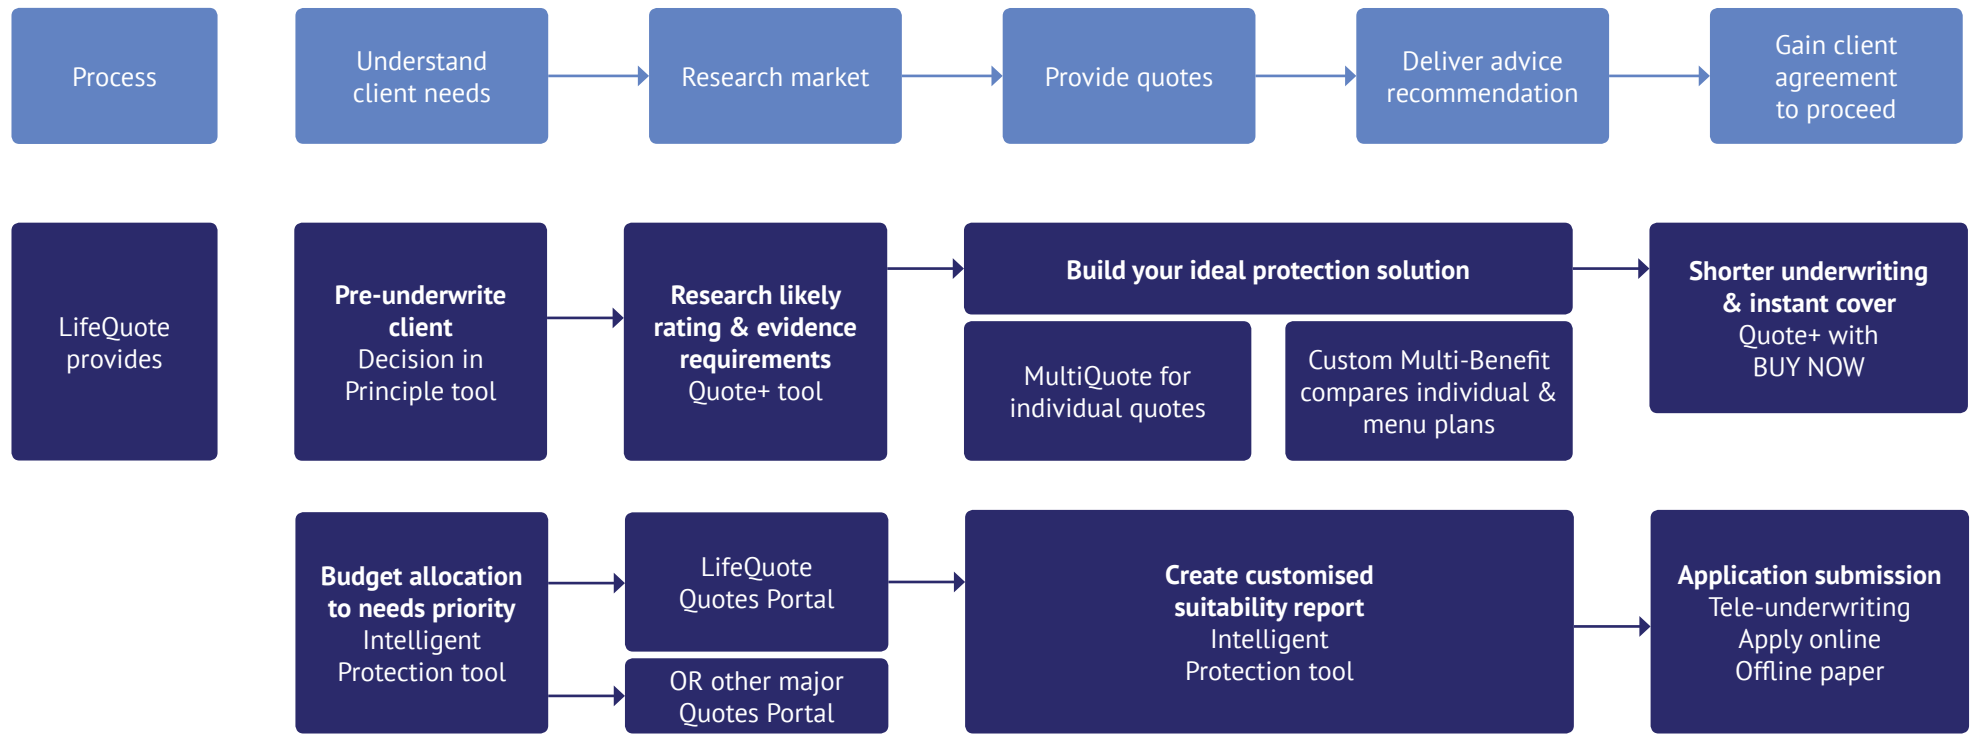 Process
Understand
client needs
Research market
Provide quotes
Deliver advice
recommendation
Gain client
agreement
to proceed
LifeQuote
provides
Pre-underwrite
client
Decision in
Principle tool
Research likely
rating & evidence
requirements
Quote+ tool
Build your ideal protection solution
MultiQuote for
individual quotes
Custom Multi-Benefit
compares individual &
menu plans
Shorter underwriting
& instant cover
Quote+ with
BUY NOW
Budget allocation
to needs priority
Intelligent
Protection tool
LifeQuote
Quotes Portal
OR other major
Quotes Portal
Create customised
suitability report
Intelligent
Protection tool
Application submission
Tele-underwriting
Apply online
Offline paper